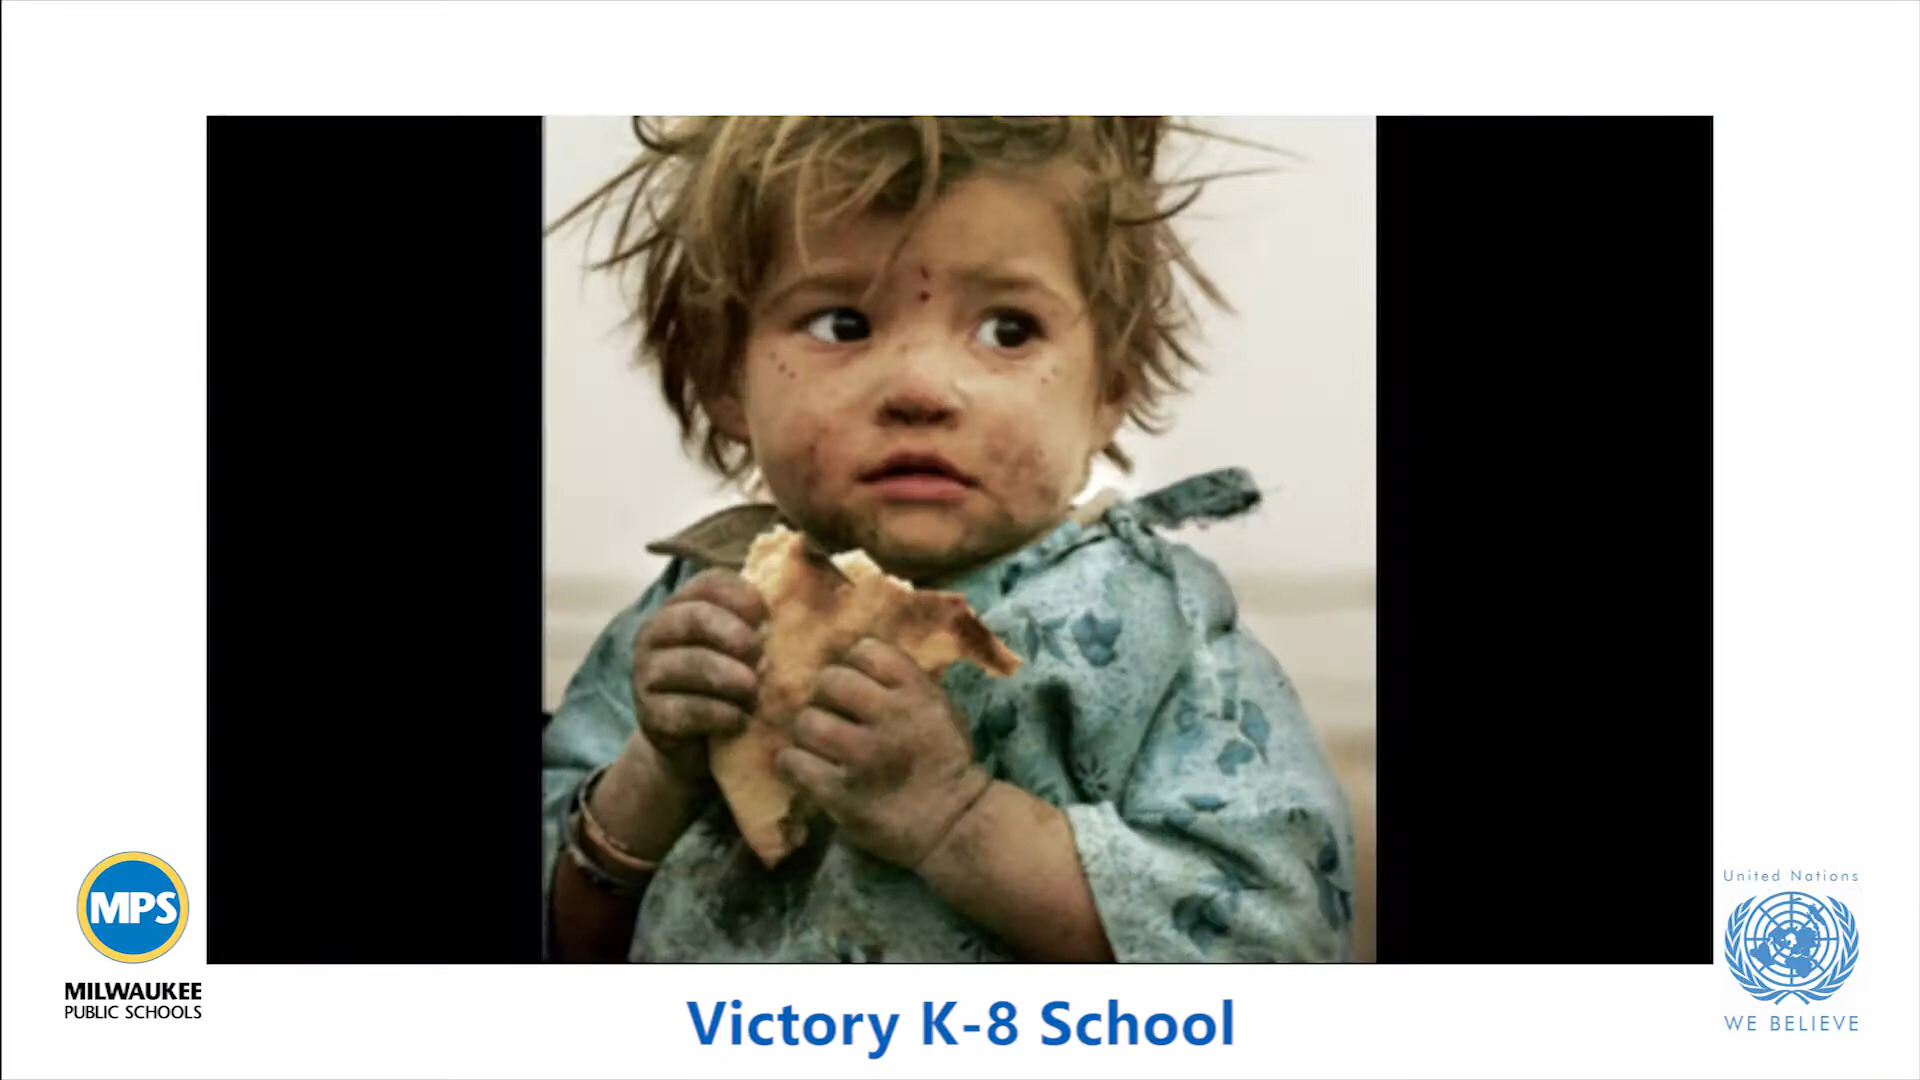 MPS
MILWAUKEE
PUBLIC SCHOOLS
Victory K-8 School
United Nations
WE BELIEVE